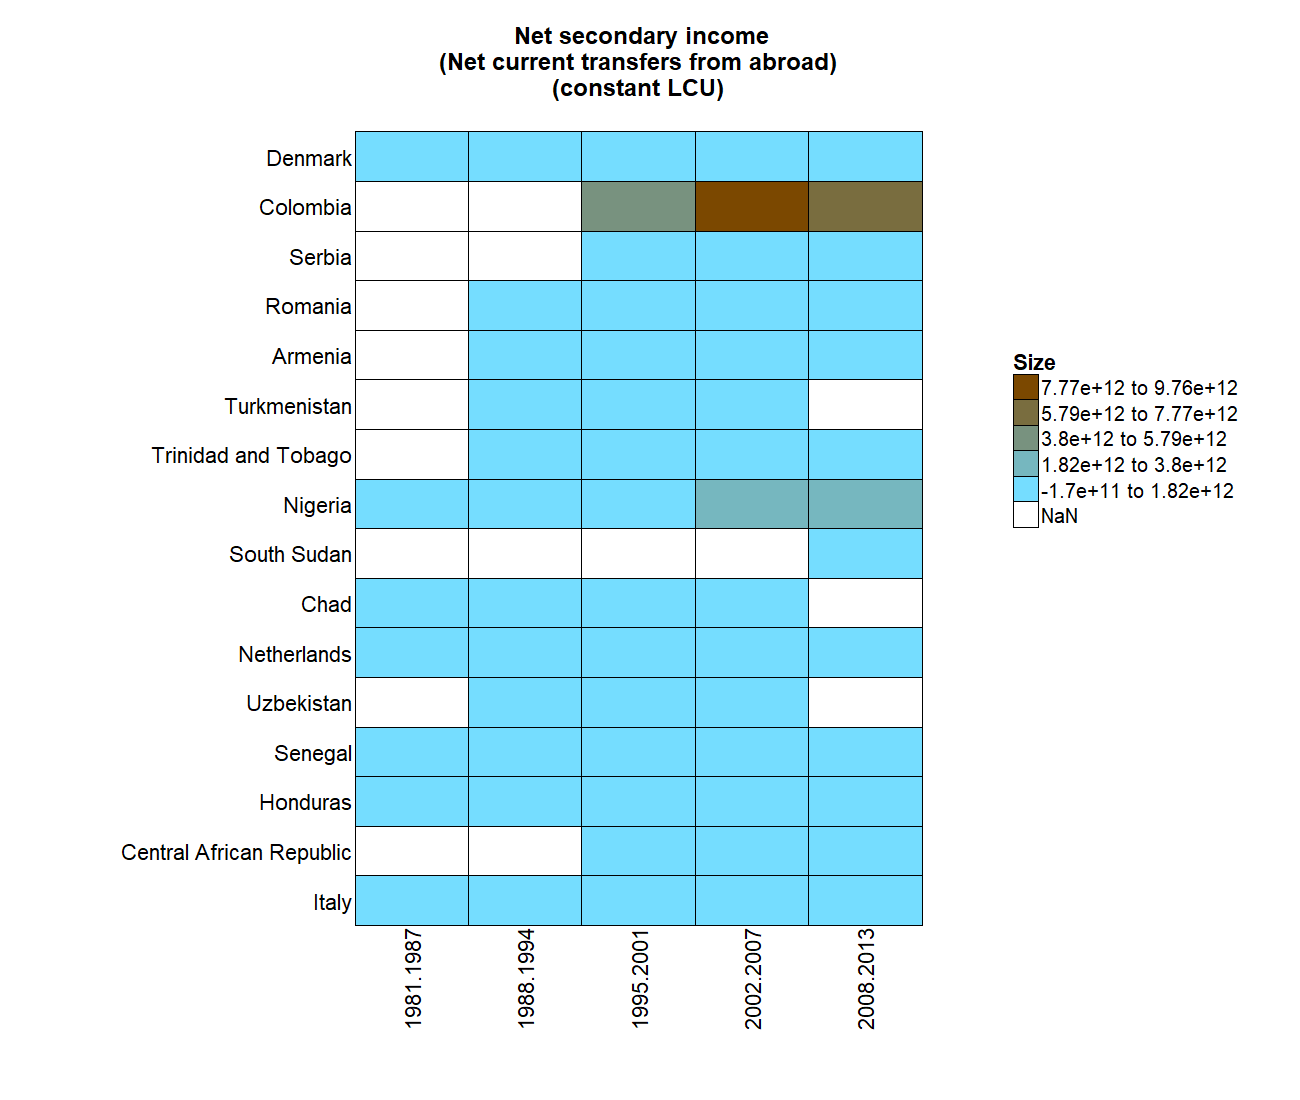 Net secondary income
(Net current transfers from abroad)
(constant LCU)
Denmark
Colombia
Serbia
Romania
Armenia
Turkmenistan
Trinidad and Tobago
Nigeria
South Sudan
Chad
Netherlands
Uzbekistan
Senegal
Honduras
Central African Republic
Italy
1981.1987
1988.1994
1995.2001
2002.2007
2008.2013
Size
7.77e+12 to 9.76e+12
5.79e+12 to 7.77e+12
3.8e+12 to 5.79e+12
1.82e+12 to 3.8e+12
-1.7e+11 to 1.82e+12
NaN